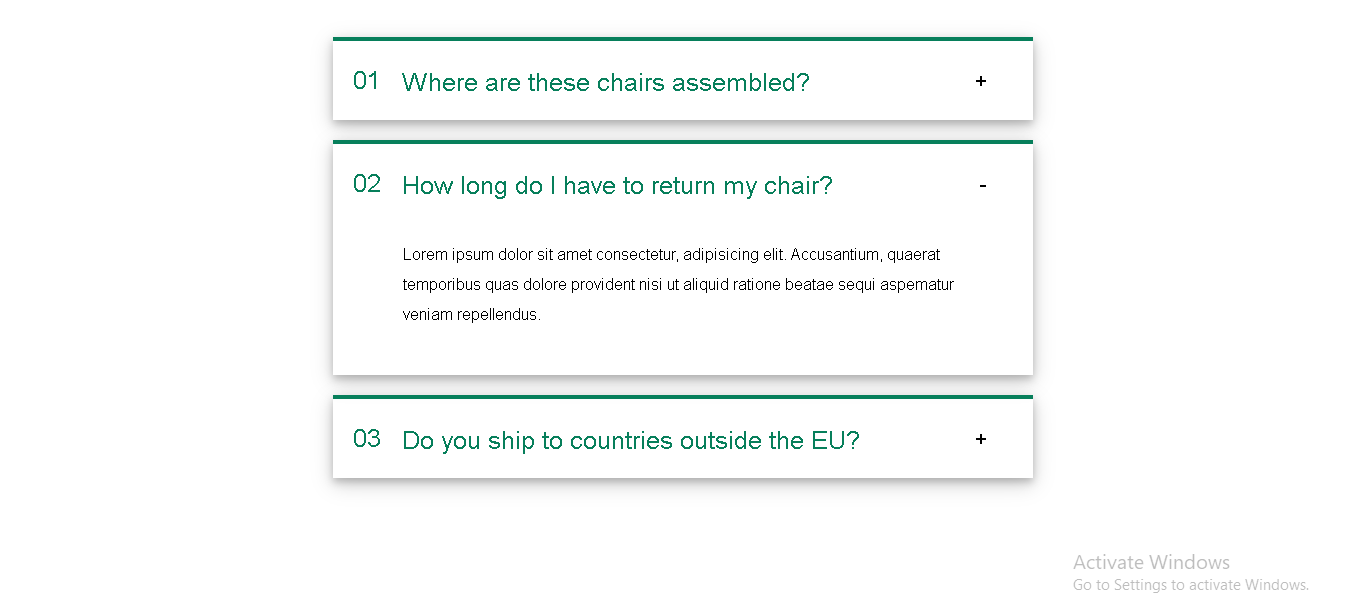 01 Where are these chairs assembled? +
02 How long do I have to return my chair? -
Lorem ipsum dolor sit amet consectetur, adipisicing elit. Accusantium, quaerat
temporibus quas dolore provident nisi ut aliquid ratione beatae sequi aspernatur
veniam repellendus.
03 Do you ship to countries outside the EU? +
Activate Windows
Go to Settings to activate Windows.